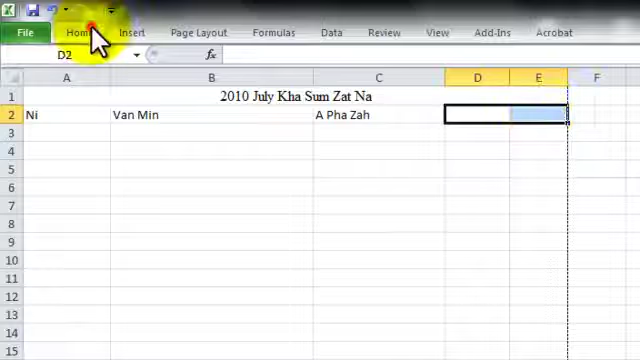 File Home Insert Page Layout Formulas Data Review View Add-Ins Acrobat
D2 fx
A B C D E F
1 2010 July Kha Sum Zat Na
2 Ni Van Min A Pha Zah
3
4
5
6
7
8
9
10
11
12
13
14
15